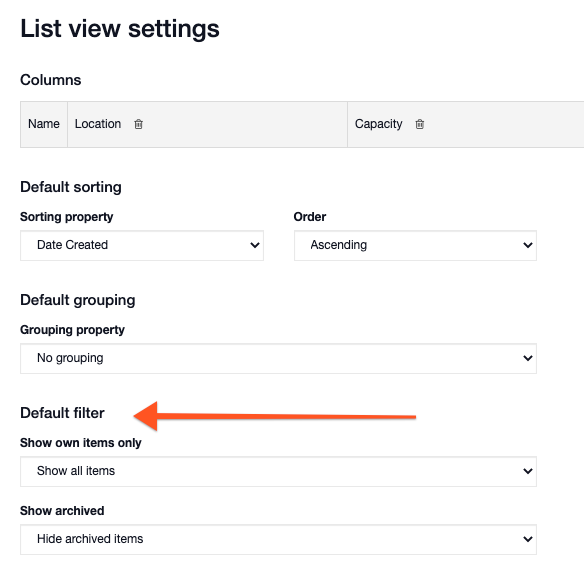 List view settings
Columns
Name Location Capacity
Default sorting
Sorting property Order
Date Created Ascending
Default grouping
Grouping property
No grouping
Default filter
Show own items only
Show all items
Show archived
Hide archived items